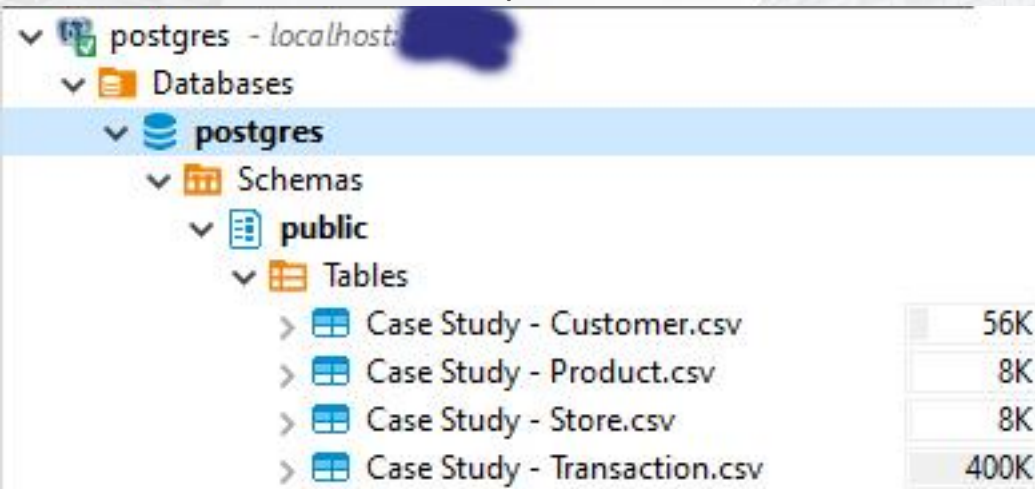 postgres - localhost:
Databases
postgres
Schemas
public
Tables
Case Study - Customer.csv 56K
Case Study - Product.csv 8K
Case Study - Store.csv 8K
Case Study - Transaction.csv 400K